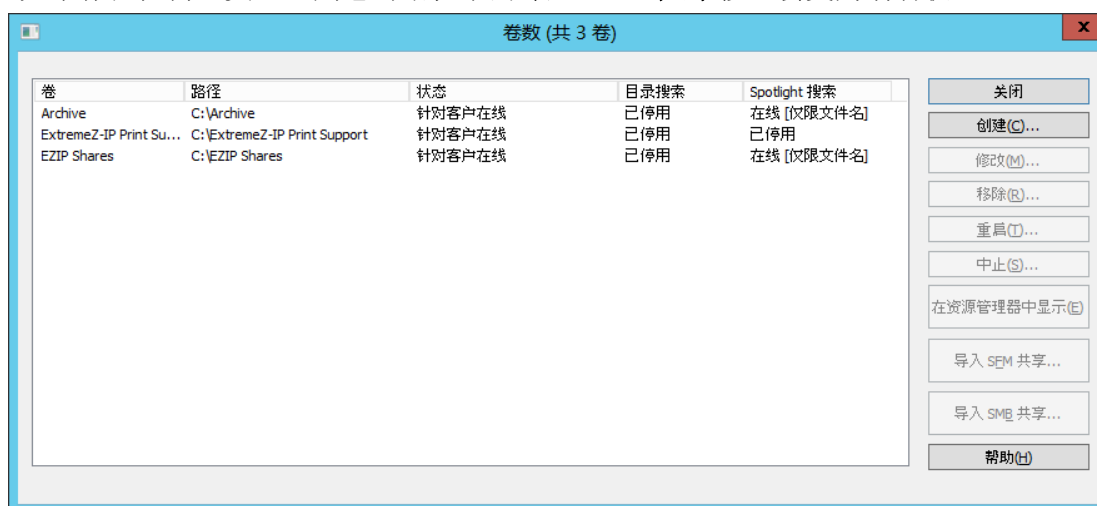 卷数 (共 3 卷)
x
卷 路径 状态 目录搜索 Spotlight 搜索
Archive C:\Archive 针对客户在线 已停用 在线 [仅限文件名]
ExtremeZ-IP Print Su... C:\ExtremeZ-IP Print Support 针对客户在线 已停用 已停用
EZIP Shares C:\EZIP Shares 针对客户在线 已停用 在线 [仅限文件名]
关闭
创建(C)...
修改(M)...
移除(R)...
重启(T)...
中止(S)...
在资源管理器中显示(E)
导入 SFM 共享...
导入 SMB 共享...
帮助(H)